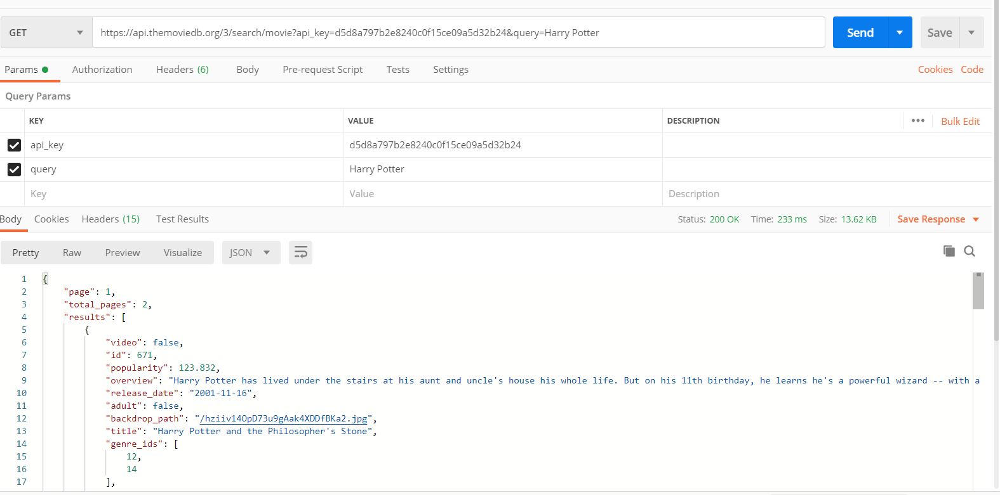 GET https://api.themoviedb.org/3/search/movie?api_key=d5d8a797b2e8240c0f15ce09a5d32b24&query=Harry Potter Send Save
Params Authorization Headers (6) Body Pre-request Script Tests Settings Cookies Code
Query Params
KEY VALUE DESCRIPTION ••• Bulk Edit
api_key d5d8a797b2e8240c0f15ce09a5d32b24
query Harry Potter
Key Value Description
Body Cookies Headers (15) Test Results Status: 200 OK Time: 233 ms Size: 13.62 KB Save Response
Pretty Raw Preview Visualize JSON
1 {
2 "page": 1,
3 "total_pages": 2,
4 "results": [
5 {
6 "video": false,
7 "id": 671,
8 "popularity": 123.832,
9 "overview": "Harry Potter has lived under the stairs at his aunt and uncle's house his whole life. But on his 11th birthday, he learns he's a powerful wizard -- with a
10 "release_date": "2001-11-16",
11 "adult": false,
12 "backdrop_path": "/hziiv14OpD73u9gAak4XDDfBKa2.jpg",
13 "title": "Harry Potter and the Philosopher's Stone",
14 "genre_ids": [
15 12,
16 14
17 ],